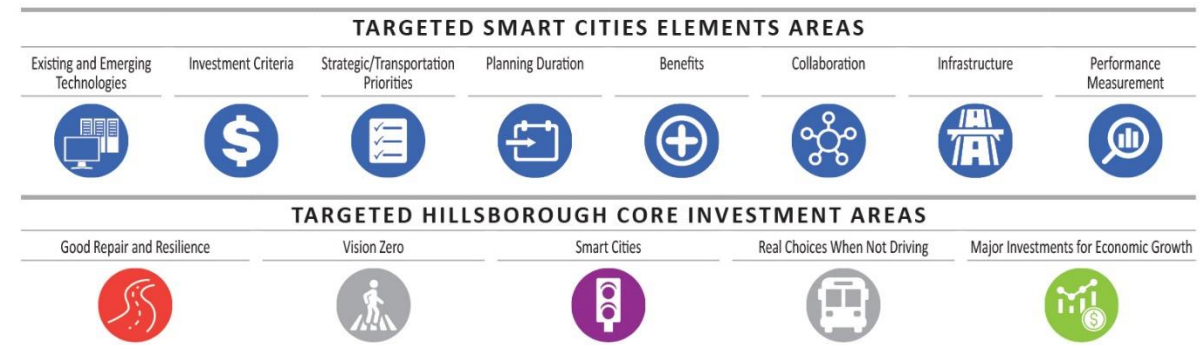 TARGETED SMART CITIES ELEMENTS AREAS
Existing and Emerging
Technologies
Investment Criteria
Strategic/Transportation
Priorities
Planning Duration
Benefits
Collaboration
Infrastructure
Performance
Measurement
$
TARGETED HILLSBOROUGH CORE INVESTMENT AREAS
Good Repair and Resilience
Vision Zero
Smart Cities
Real Choices When Not Driving
Major Investments for Economic Growth
$